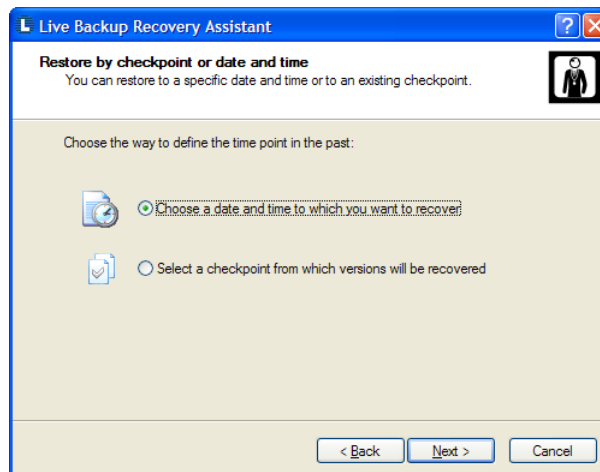 Live Backup Recovery Assistant
Restore by checkpoint or date and time
You can restore to a specific date and time or to an existing checkpoint.
Choose the way to define the time point in the past:
Choose a date and time to which you want to recover
Select a checkpoint from which versions will be recovered
< Back Next > Cancel